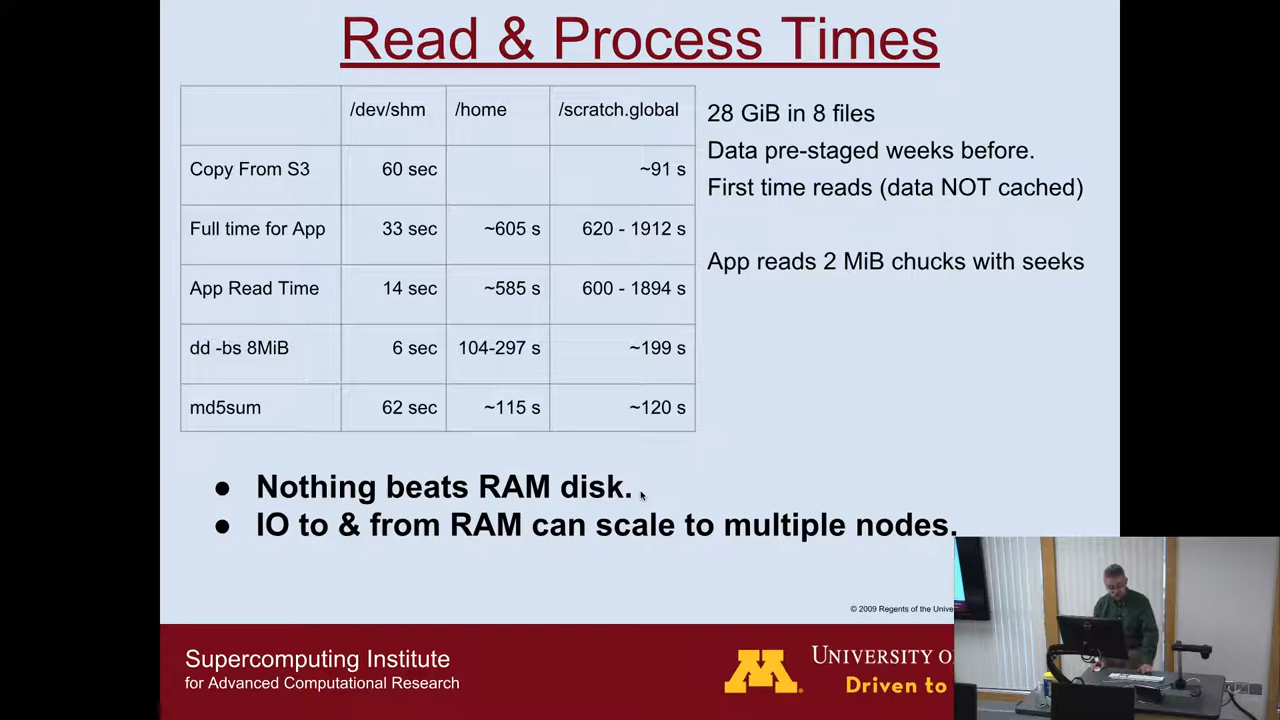 Read & Process Times
/dev/shm /home /scratch.global
Copy From S3 60 sec ~91 s
Full time for App 33 sec ~605 s 620 - 1912 s
App Read Time 14 sec ~585 s 600 - 1894 s
dd -bs 8MiB 6 sec 104-297 s ~199 s
md5sum 62 sec ~115 s ~120 s
28 GiB in 8 files
Data pre-staged weeks before.
First time reads (data NOT cached)
App reads 2 MiB chucks with seeks
● Nothing beats RAM disk.
● IO to & from RAM can scale to multiple nodes.
© 2009 Regents of the Unive
Supercomputing Institute
for Advanced Computational Research
M
UNIVERSITY O
Driven to